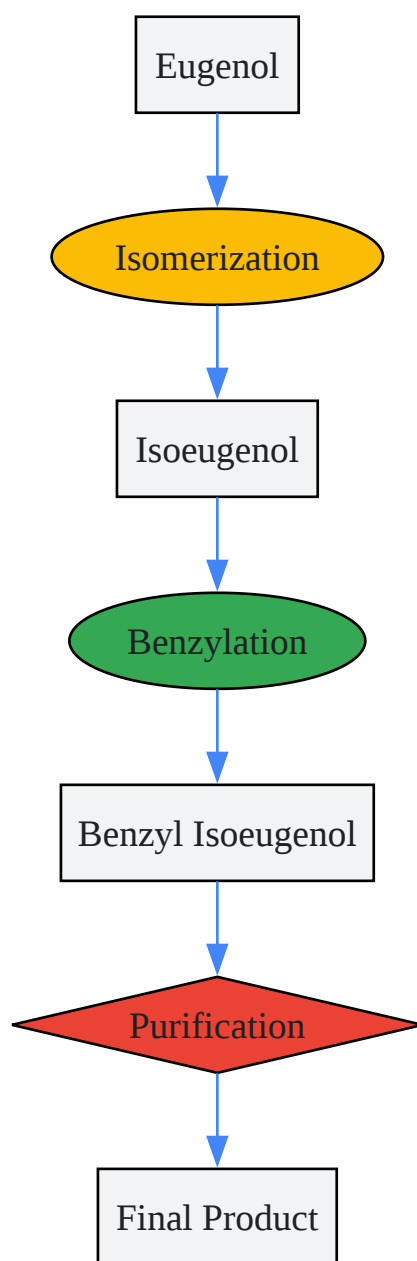 Eugenol
Isomerization
Isoeugenol
Benzylation
Benzyl Isoeugenol
Purification
Final Product